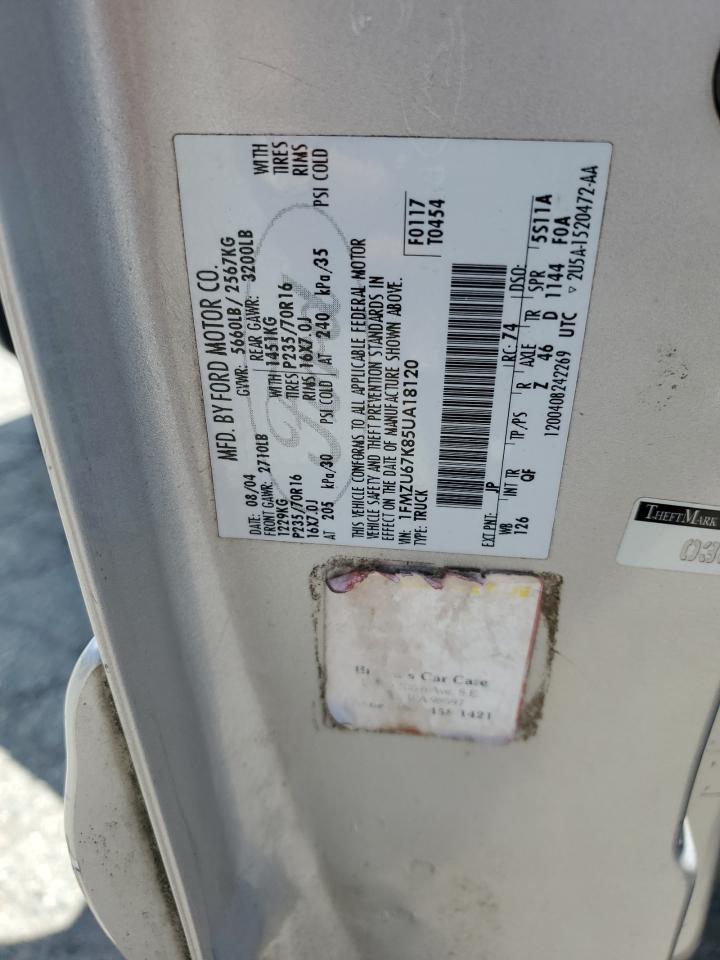 MFD. BY FORD MOTOR CO.
DATE: 08/04 GVWR: 5660LB / 2567KG
FRONT GAWR: 2710LB REAR GAWR: 3200LB
1229KG WITH 1451KG WITH
P235/70R16 TIRES P235/70R16 TIRES
16X7.0J RIMS 16X7.0J RIMS
AT 205 kPa/30 PSI COLD AT 240 kPa/35 PSI COLD
THIS VEHICLE CONFORMS TO ALL APPLICABLE FEDERAL MOTOR
VEHICLE SAFETY AND THEFT PREVENTION STANDARDS IN
EFFECT ON THE DATE OF MANUFACTURE SHOWN ABOVE.
VIN: 1FMZU67K85UA18120
TYPE: TRUCK
F0117
T0454
EXT PNT: JP RC: 74 DSO:
WB INT TR TP/PS R AXLE TR SPR 5S11A
126 QF Z 46 D 1144 F0A
1200408242269 UTC ▽ 2U5A-1520472-AA
Ford
THEFTMARK
Car Care
Ave. S.E.
1421